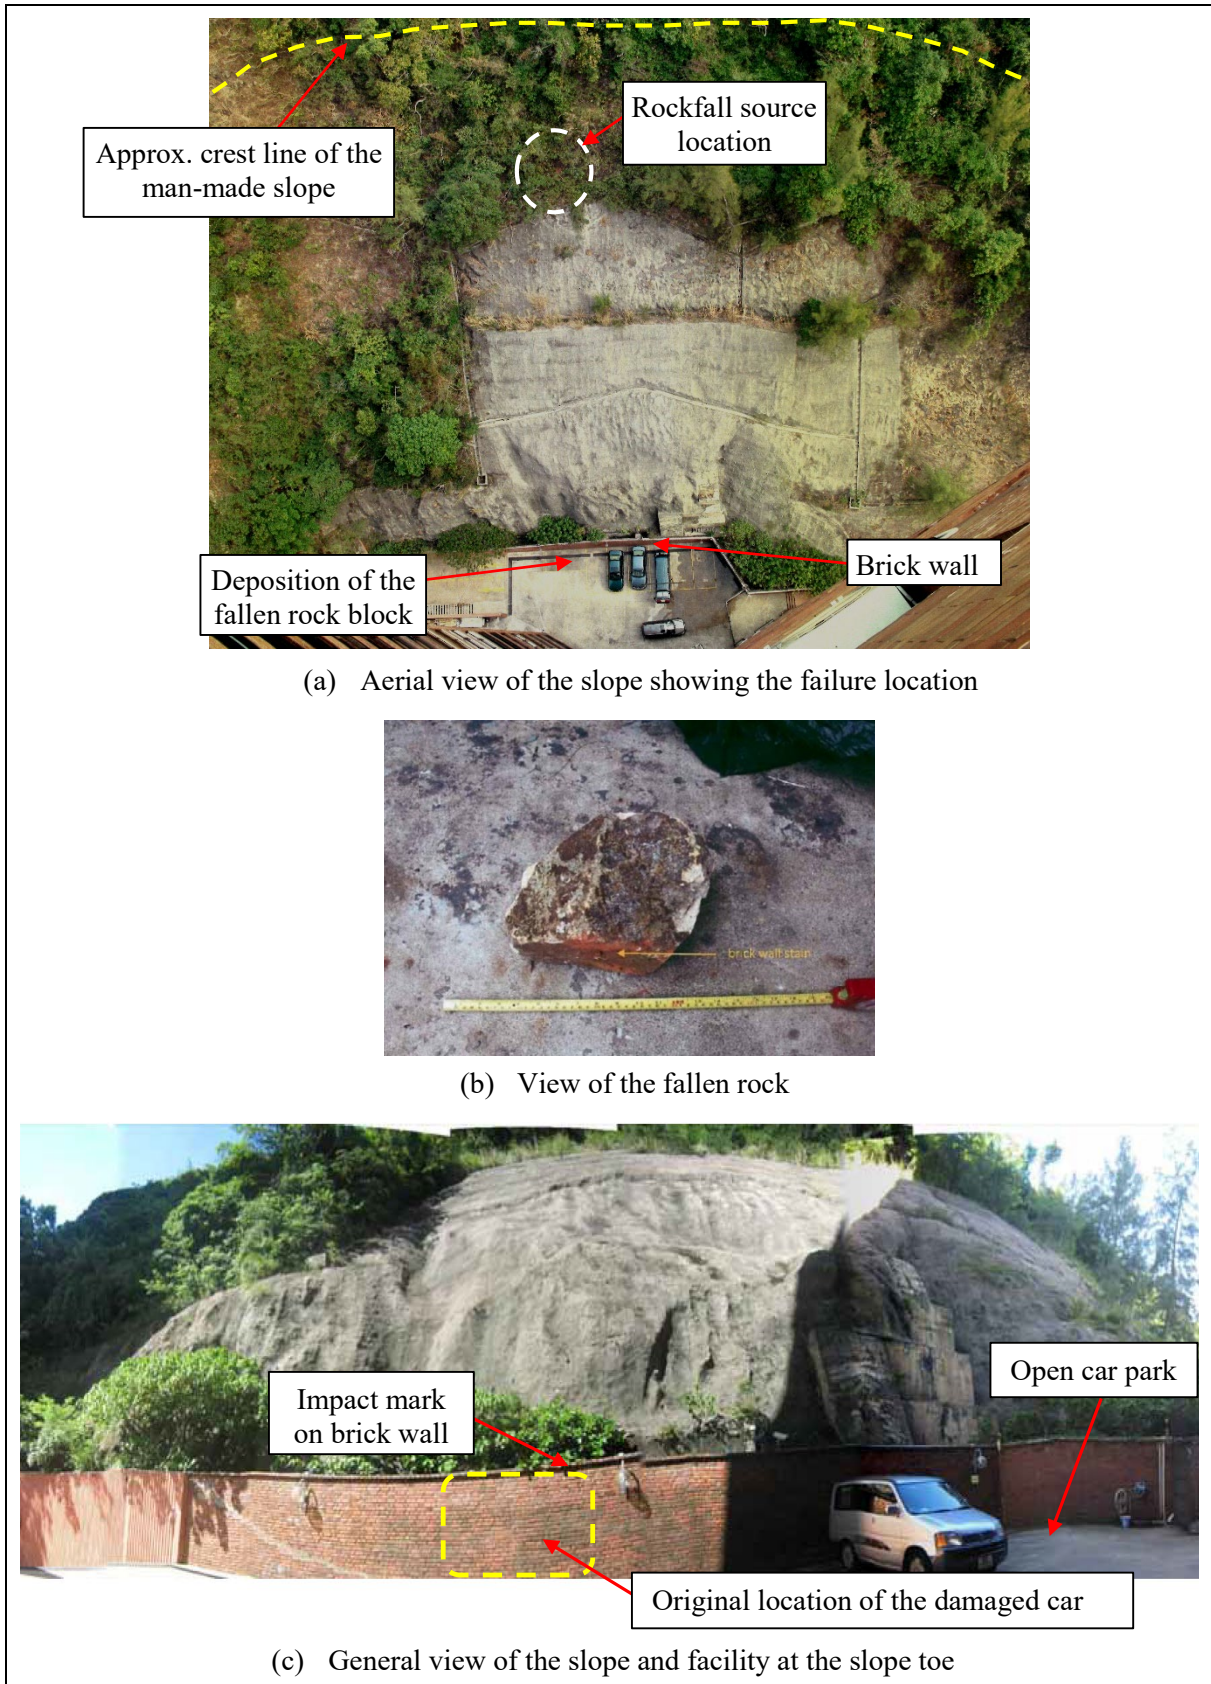 Rockfall source
location
Approx. crest line of the
man-made slope
Deposition of the
fallen rock block
Brick wall
(a) Aerial view of the slope showing the failure location
brick wall stain
(b) View of the fallen rock
Impact mark
on brick wall
Open car park
Original location of the damaged car
(c) General view of the slope and facility at the slope toe